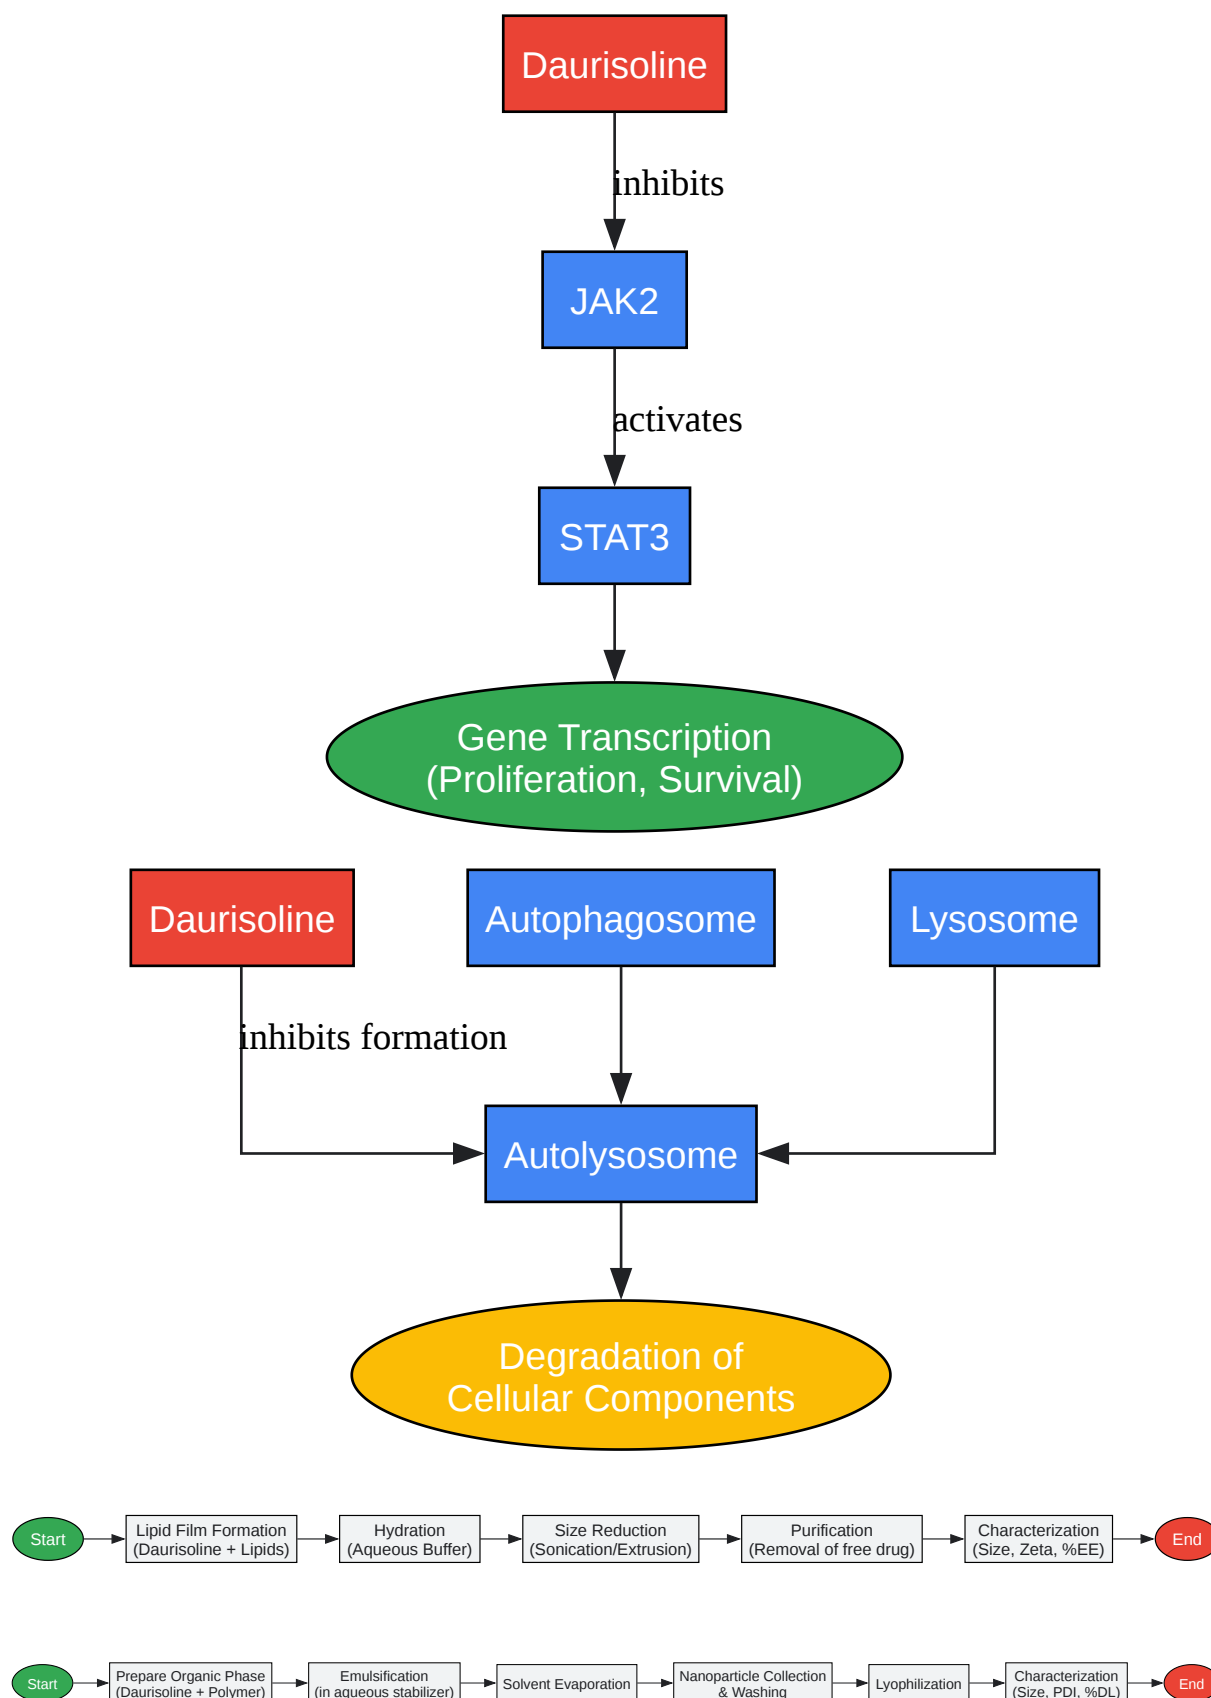 Daurisoline
inhibits
JAK2
activates
STAT3
Gene Transcription
(Proliferation, Survival)
Daurisoline
Autophagosome
Lysosome
inhibits formation
Autolysosome
Degradation of
Cellular Components
Start
Lipid Film Formation
(Daurisoline + Lipids)
Hydration
(Aqueous Buffer)
Size Reduction
(Sonication/Extrusion)
Purification
(Removal of free drug)
Characterization
(Size, Zeta, %EE)
End
Start
Prepare Organic Phase
(Daurisoline + Polymer)
Emulsification
(in aqueous stabilizer)
Solvent Evaporation
Nanoparticle Collection
& Washing
Lyophilization
Characterization
(Size, PDI, %DL)
End